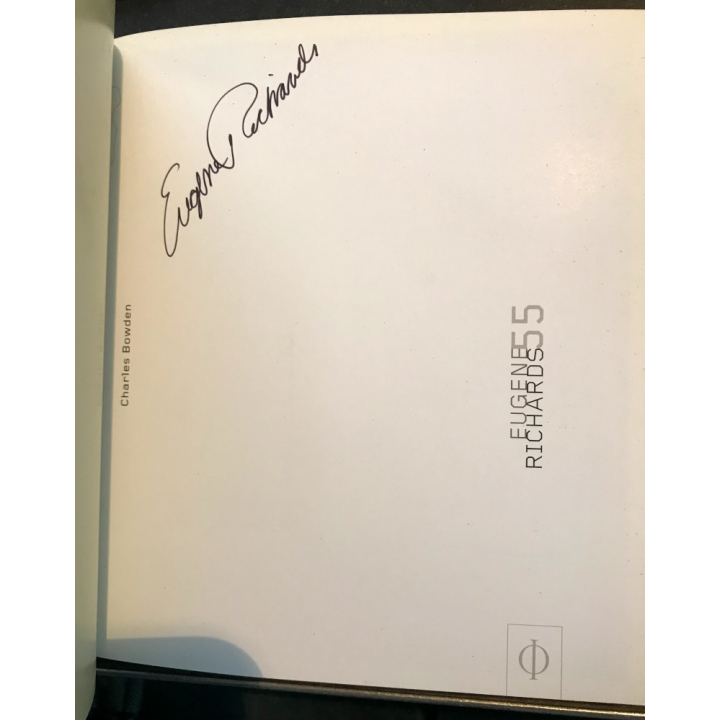 Eugene Richards
Charles Bowden
EUGENE
RICHARDS
55
Φ